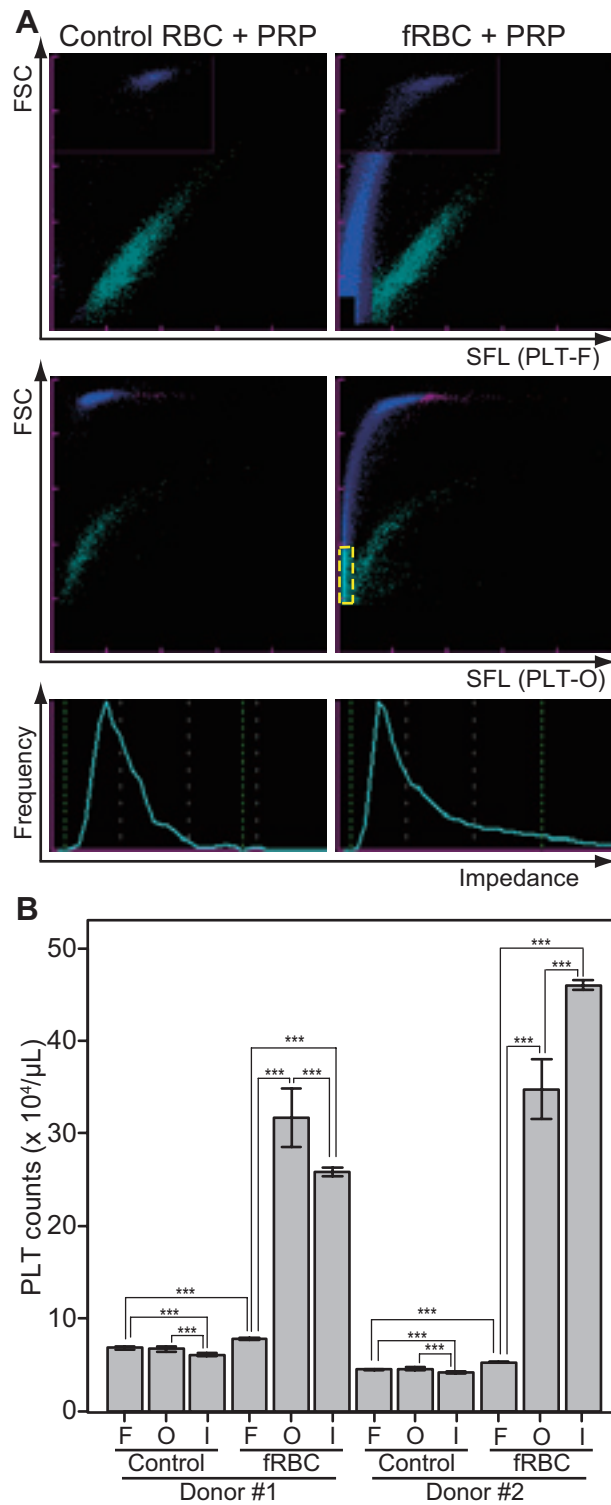 A
Control RBC + PRP
fRBC + PRP
FSC
SFL (PLT-F)
FSC
SFL (PLT-O)
Frequency
Impedance
B
PLT counts (x 10⁴/µL)
50
40
30
20
10
0
***
***
***
***
***
***
***
***
***
***
***
***
F O I F O I F O I F O I
Control fRBC Control fRBC
Donor #1 Donor #2